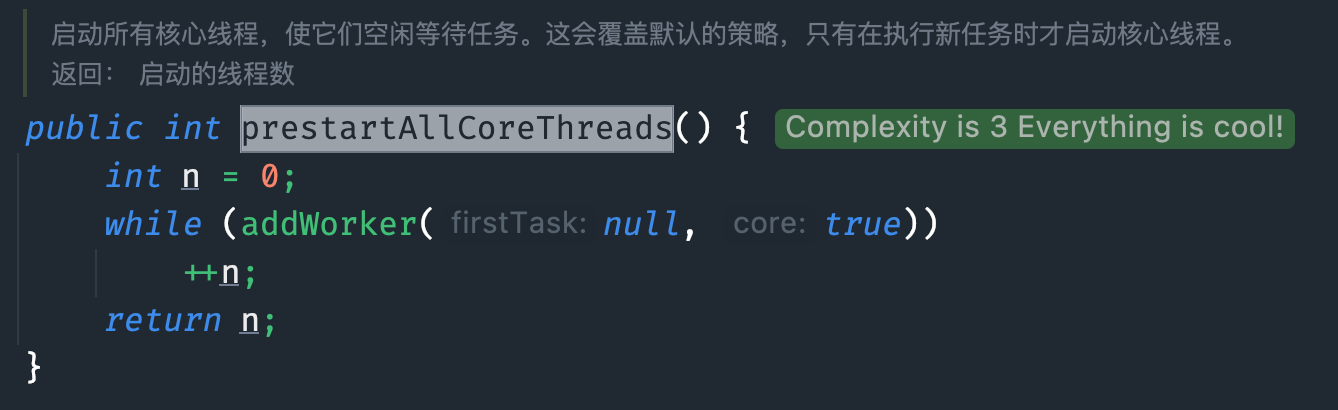 启动所有核心线程，使它们空闲等待任务。这会覆盖默认的策略，只有在执行新任务时才启动核心线程。
返回： 启动的线程数
public int prestartAllCoreThreads() { Complexity is 3 Everything is cool!
int n = 0;
while (addWorker( firstTask: null, core: true))
++n;
return n;
}